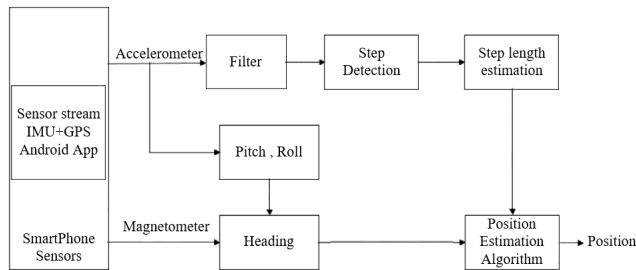 Accelerometer
Filter
Step
Detection
Step length
estimation
Sensor stream
IMU+GPS
Android App
Pitch , Roll
Magnetometer
SmartPhone
Sensors
Heading
Position
Estimation
Algorithm
Position